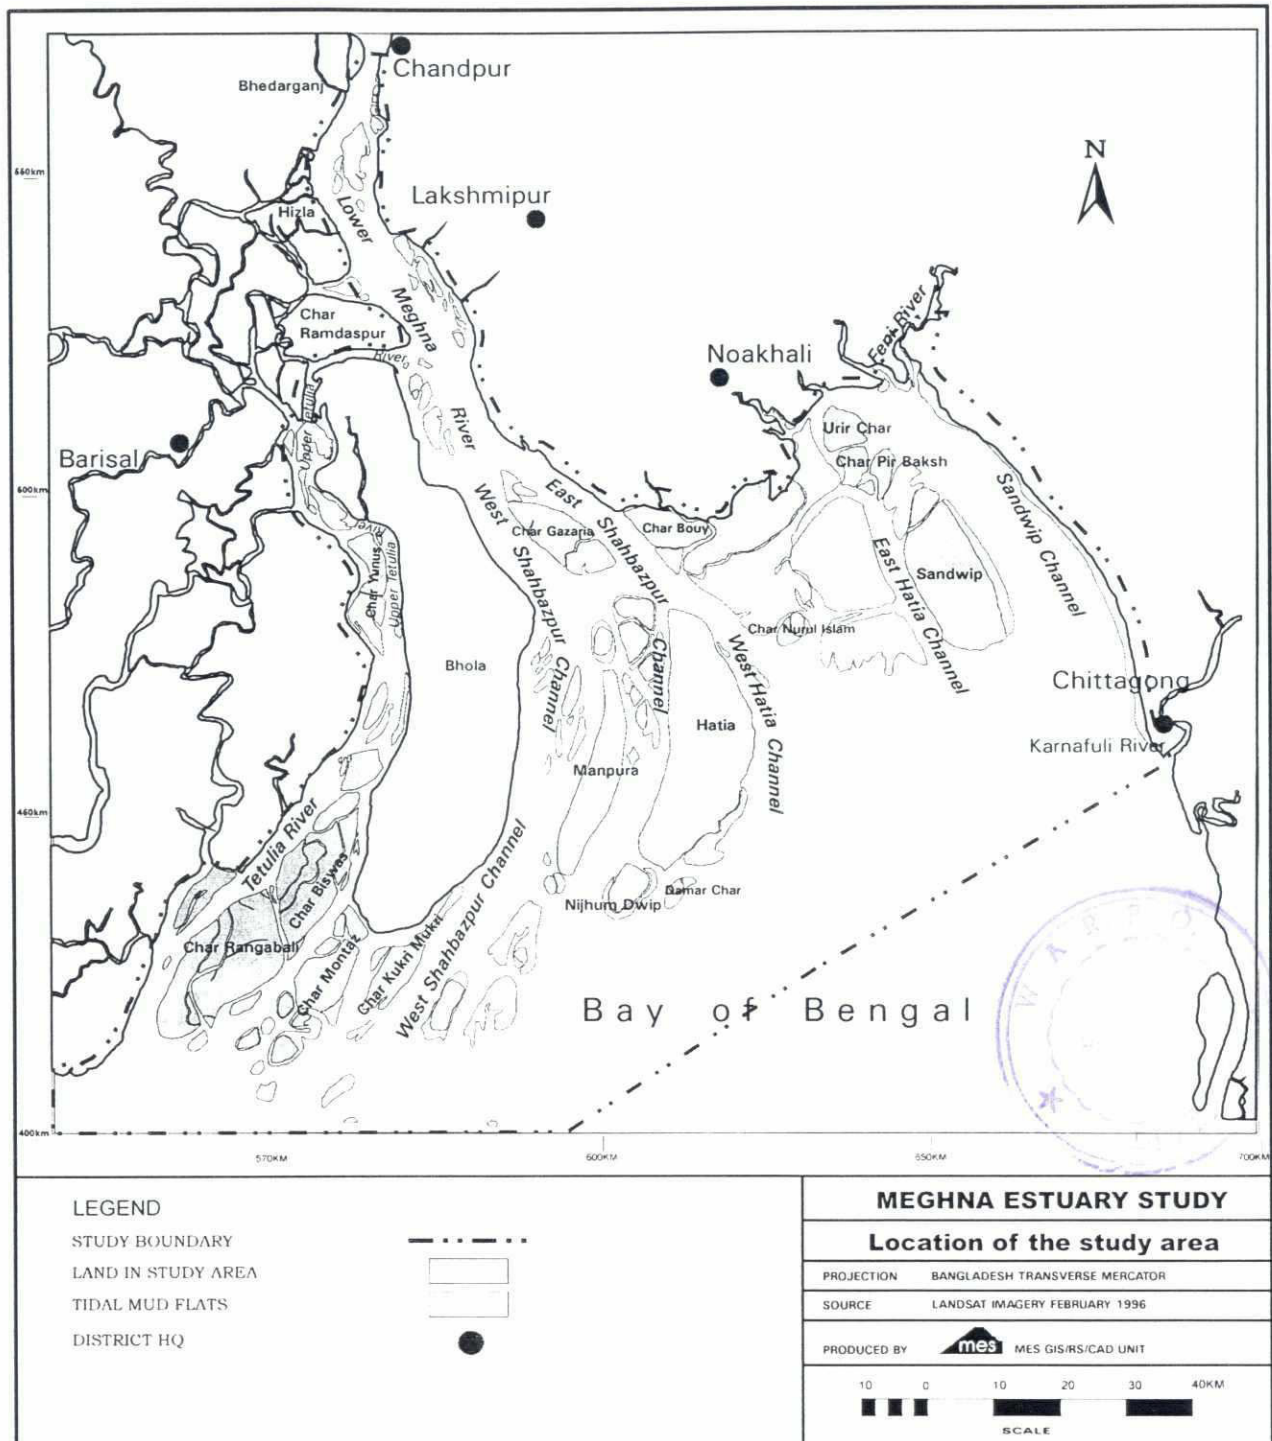 Chandpur
Bhedarganj
N
550km
Lakshmipur
Hizla
Lower
Meghna
River
Char
Ramdaspur
River
Feni River
Noakhali
Upper Tetulia
Urir Char
Barisal
Char Pir Baksh
500km
East
Shahbazpur
Channel
West
Shahbazpur
Channel
Sandwip Channel
River
Char Gazaria
Char Bouy
East Hatia Channel
Char Yunus
Upper Tetulia
Sandwip
Char Nurul Islam
Bhola
West Hatia Channel
Chittagong
Hatia
Karnafuli River
Manpura
450km
Tetulia River
Char Biswas
Damar Char
Nijhum Dwip
Char Rangabali
Char Montaz
Char Kukri Mukri
West Shahbazpur Channel
Bay of Bengal
WARPO
400km
570KM
600KM
650KM
700KM
LEGEND
STUDY BOUNDARY
LAND IN STUDY AREA
TIDAL MUD FLATS
DISTRICT HQ
MEGHNA ESTUARY STUDY
Location of the study area
PROJECTION BANGLADESH TRANSVERSE MERCATOR
SOURCE LANDSAT IMAGERY FEBRUARY 1996
PRODUCED BY mes MES GIS/RS/CAD UNIT
10 0 10 20 30 40KM
SCALE